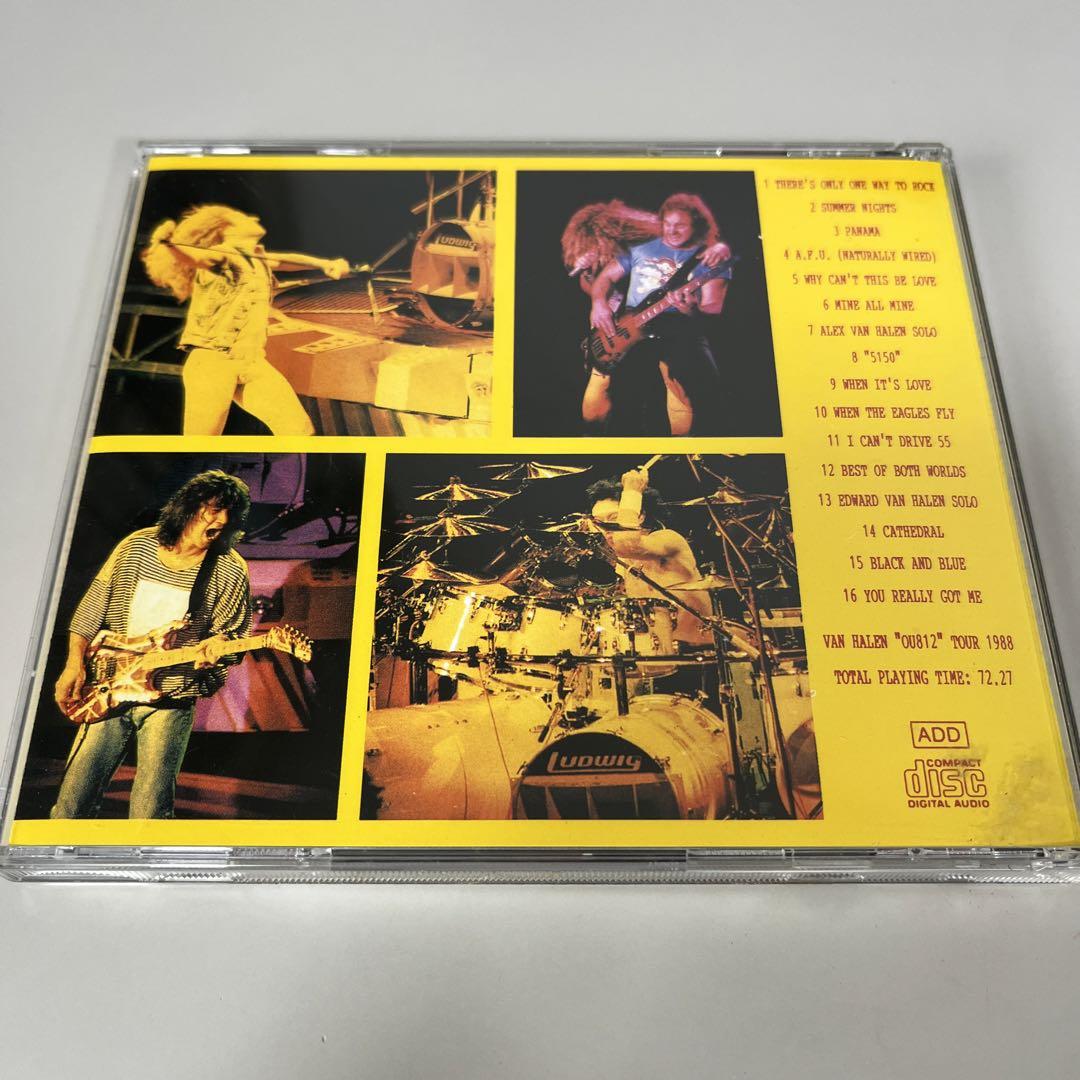 LUDWIG
1 THERE'S ONLY ONE WAY TO ROCK
2 SUMMER NIGHTS
3 PANAMA
4 A.F.U. (NATURALLY WIRED)
5 WHY CAN'T THIS BE LOVE
6 MINE ALL MINE
7 ALEX VAN HALEN SOLO
8 "5150"
9 WHEN IT'S LOVE
10 WHEN THE EAGLES FLY
11 I CAN'T DRIVE 55
12 BEST OF BOTH WORLDS
13 EDWARD VAN HALEN SOLO
14 CATHEDRAL
15 BLACK AND BLUE
16 YOU REALLY GOT ME
VAN HALEN "OU812" TOUR 1988
TOTAL PLAYING TIME: 72,27
LUDWIG
ADD
COMPACT
disc
DIGITAL AUDIO